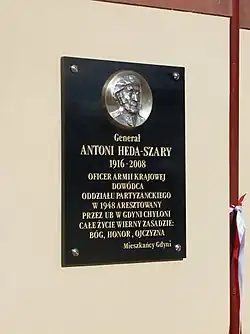 Generał
ANTONI HEDA-SZARY
1916-2008
OFICER ARMII KRAJOWEJ
DOWÓDCA
ODDZIAŁU PARTYZANCKIEGO
W 1948 ARESZTOWANY
PRZEZ UB W GDYNI CHYLONI
CAŁE ŻYCIE WIERNY ZASADZIE:
BÓG, HONOR, OJCZYZNA
Mieszkańcy Gdyni